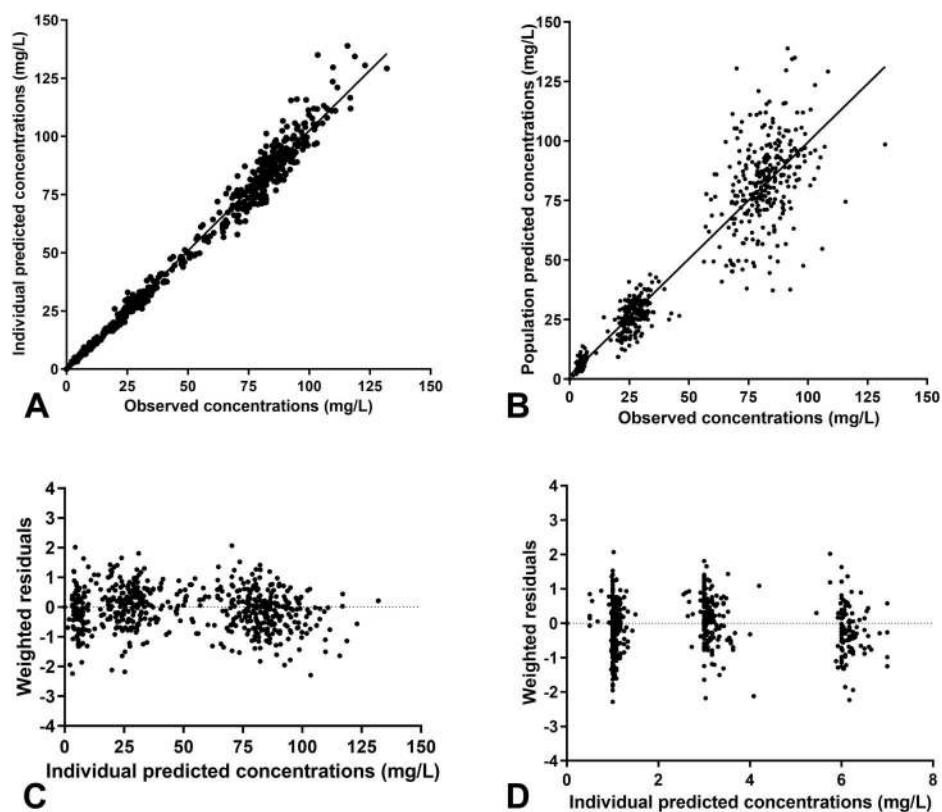 Individual predicted concentrations (mg/L)
150
125
100
75
50
25
0
0 25 50 75 100 125 150
Observed concentrations (mg/L)
A
Population predicted concentrations (mg/L)
150
125
100
75
50
25
0
0 25 50 75 100 125 150
Observed concentrations (mg/L)
B
Weighted residuals
4
3
2
1
0
-1
-2
-3
-4
0 25 50 75 100 125 150
Individual predicted concentrations (mg/L)
C
Weighted residuals
4
3
2
1
0
-1
-2
-3
-4
0 2 4 6 8
Individual predicted concentrations (mg/L)
D